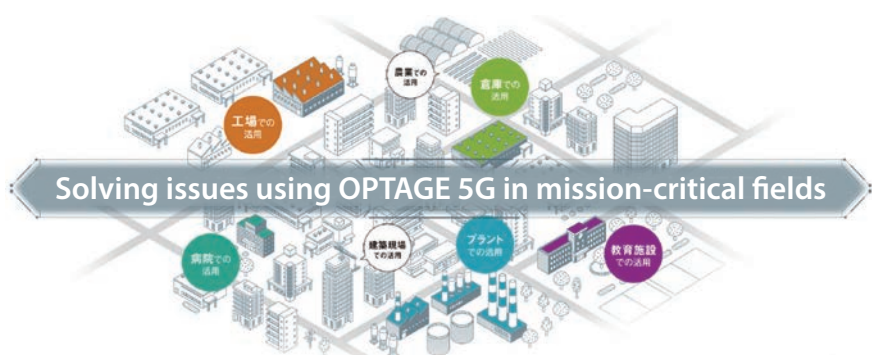 農業での
活用
倉庫での
活用
工場での
活用
Solving issues using OPTAGE 5G in mission-critical fields
病院での
活用
建築現場
での活用
プラント
での活用
教育施設
での活用